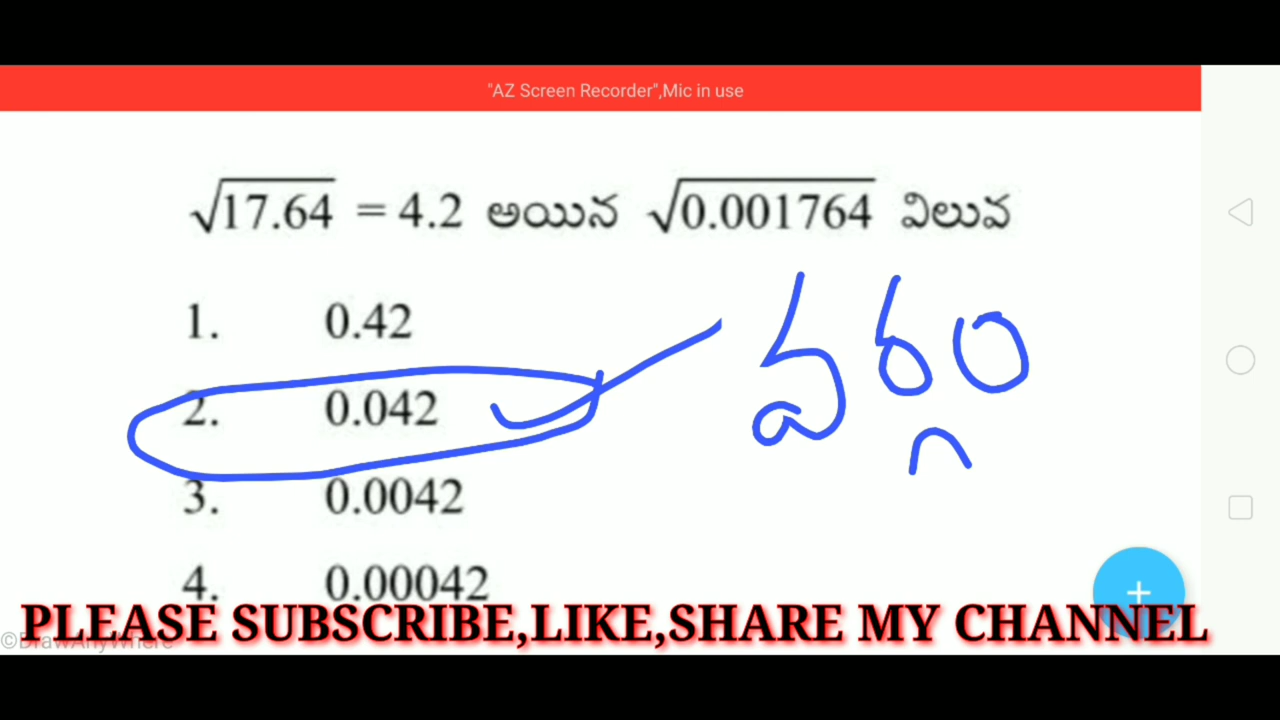 "AZ Screen Recorder",Mic in use
√17.64 = 4.2 అయిన √0.001764 విలువ
1. 0.42
2. 0.042
3. 0.0042
4. 0.00042
PLEASE SUBSCRIBE,LIKE,SHARE MY CHANNEL
©DrawAnyWhere